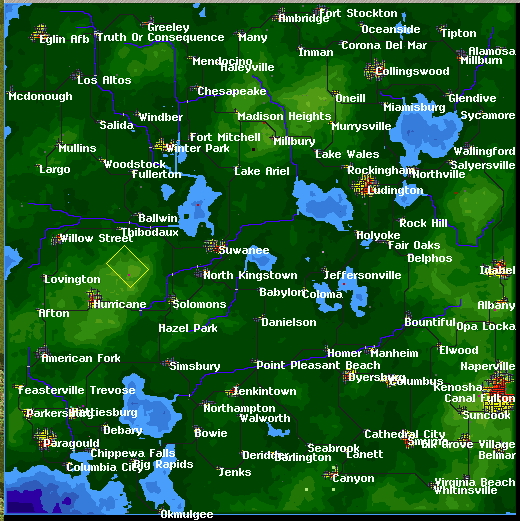 Fort Stockton
Ambridge
Greeley
Oceanside
Tipton
Eglin Afb
Truth Or Consequence
Many
Corona Del Mar
Inman
Alamosa
Millburn
Mendocino
Haleyville
Collingswood
Los Altos
Mcdonough
Chesapeake
Oneill
Glendive
Miamisburg
Sycamore
Windber
Madison Heights
Salida
Murrysville
Fort Mitchell
Millbury
Mullins
Winter Park
Lake Wales
Wallingford
Woodstock
Salyersville
Largo
Fullerton
Lake Ariel
Rockingham
Northville
Ludington
Ballwin
Rock Hill
Thibodaux
Willow Street
Holyoke
Fair Oaks
Suwanee
Delphos
Idabel
Lovington
North Kingstown
Jeffersonville
Babylon
Coloma
Hurricane
Solomons
Albany
Afton
Danielson
Bountiful
Hazel Park
Opa Locka
American Fork
Homer
Manheim
Elwood
Simsbury
Point Pleasant Beach
Naperville
Dyersburg
Columbus
Kenosha
Feasterville Trevose
Jenkintown
Canal Fulton
Northampton
Parkersburg
Hattiesburg
Walworth
Suncook
Debary
Bowie
Cathedral City
Paragould
Oak Grove Village
Seabrook
Chippewa Falls
Lanett
Belmar
Darlington
Columbia City
Big Rapids
Jenks
Canyon
Virginia Beach
Whitinsville
Okmulgee